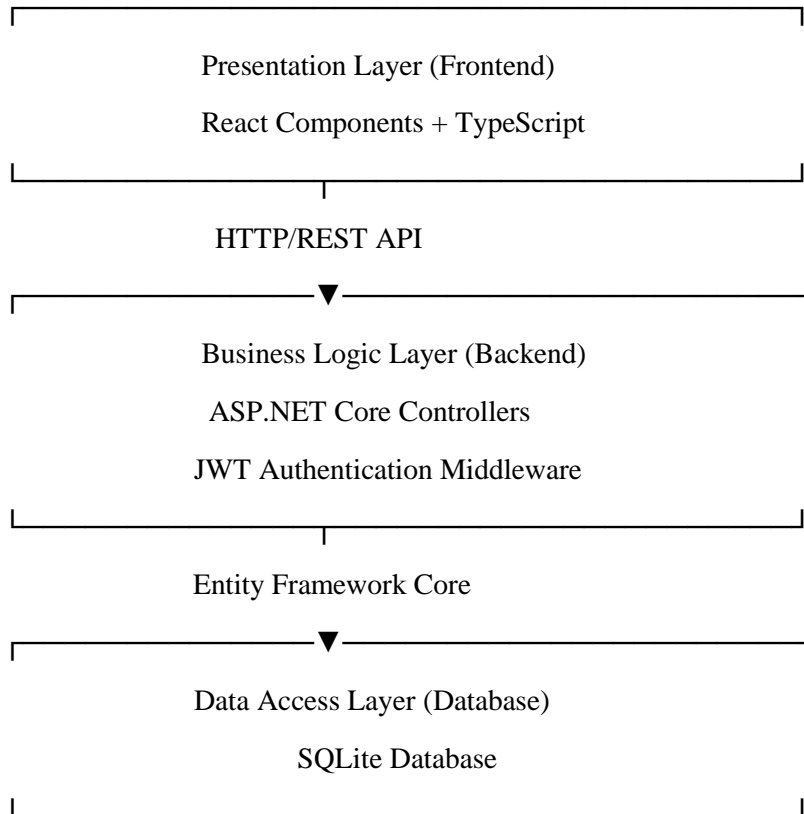 Presentation Layer (Frontend)
React Components + TypeScript
HTTP/REST API
Business Logic Layer (Backend)
ASP.NET Core Controllers
JWT Authentication Middleware
Entity Framework Core
Data Access Layer (Database)
SQLite Database